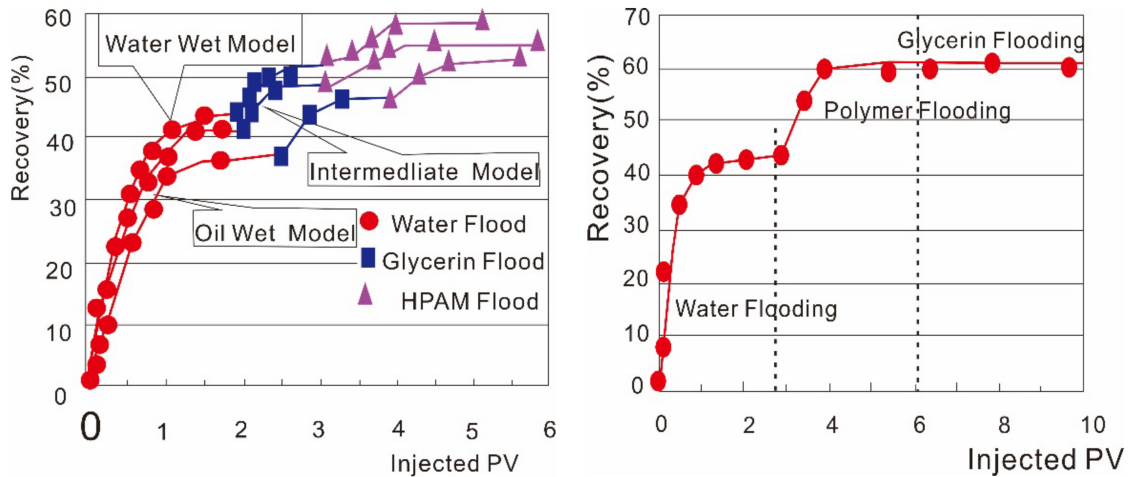 Recovery(%)
60
50
40
30
20
10
0
Water Wet Model
Intermedliate Model
Oil Wet Model
Water Flood
Glycerin Flood
HPAM Flood
0 1 2 3 4 5 6
Injected PV
Recovery(%)
60
50
40
30
20
10
0
Glycerin Flooding
Polymer Flooding
Water Flooding
0 2 4 6 8 10
Injected PV